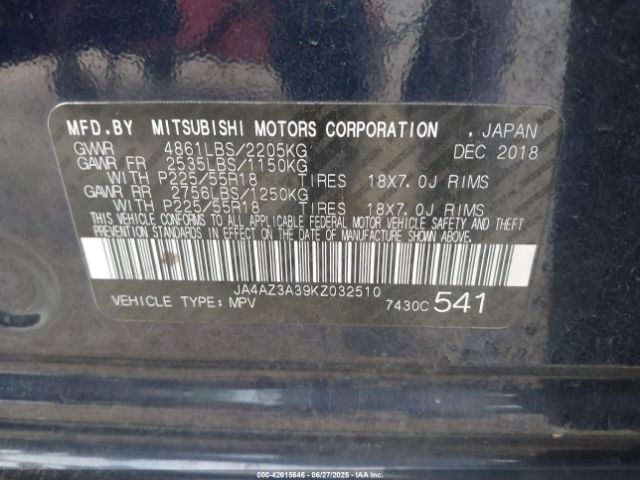 MFD.BY MITSUBISHI MOTORS CORPORATION . JAPAN
GVWR 4861LBS/2205KG DEC 2018
GAWR FR 2535LBS/1150KG
WITH P225/55R18 TIRES 18X7.0J RIMS
GAWR RR 2756LBS/1250KG
WITH P225/55R18 TIRES 18X7.0J RIMS
THIS VEHICLE CONFORMS TO ALL APPLICABLE FEDERAL MOTOR VEHICLE SAFETY AND THEFT
PREVENTION STANDARDS IN EFFECT ON THE DATE OF MANUFACTURE SHOWN ABOVE.
JA4AZ3A39KZ032510
VEHICLE TYPE: MPV 7430C 541
000-42615646 | 06/27/2025 | IAA Inc.